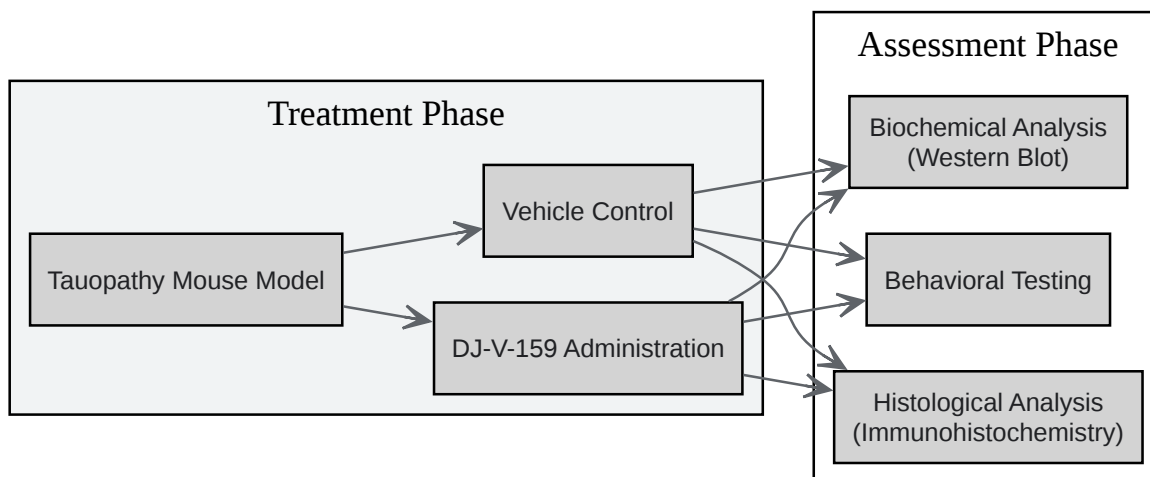 Treatment Phase
Tauopathy Mouse Model
Vehicle Control
DJ-V-159 Administration
Assessment Phase
Biochemical Analysis
(Western Blot)
Behavioral Testing
Histological Analysis
(Immunohistochemistry)